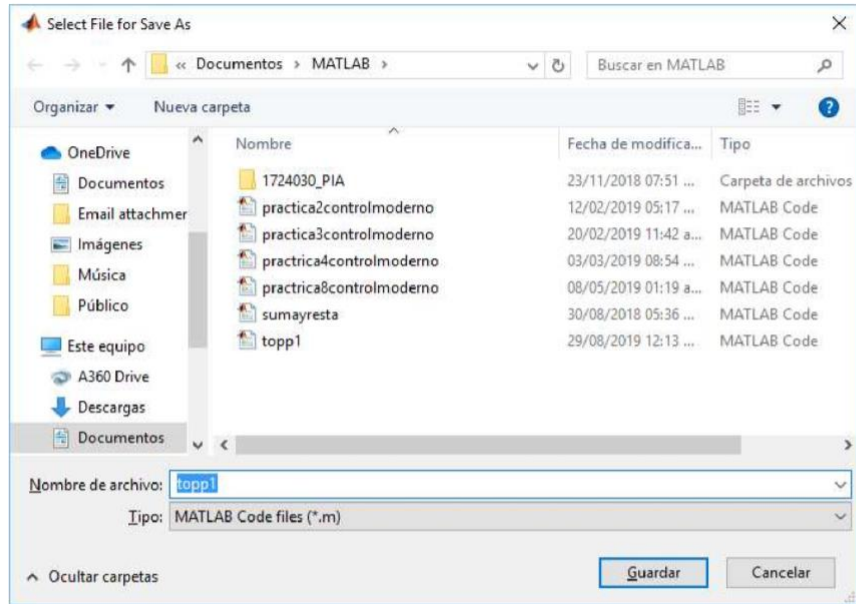 Select File for Save As
« Documentos › MATLAB ›
Buscar en MATLAB
Organizar
Nueva carpeta
OneDrive
Documentos
Email attachmer
Imágenes
Música
Público
Este equipo
A360 Drive
Descargas
Documentos
Nombre Fecha de modifica... Tipo
1724030_PIA 23/11/2018 07:51 ... Carpeta de archivos
practica2controlmoderno 12/02/2019 05:17 ... MATLAB Code
practica3controlmoderno 20/02/2019 11:42 a... MATLAB Code
practrica4controlmoderno 03/03/2019 08:54 ... MATLAB Code
practrica8controlmoderno 08/05/2019 01:19 a... MATLAB Code
sumayresta 30/08/2018 05:36 ... MATLAB Code
topp1 29/08/2019 12:13 ... MATLAB Code
Nombre de archivo: topp1
Tipo: MATLAB Code files (*.m)
Ocultar carpetas
Guardar
Cancelar